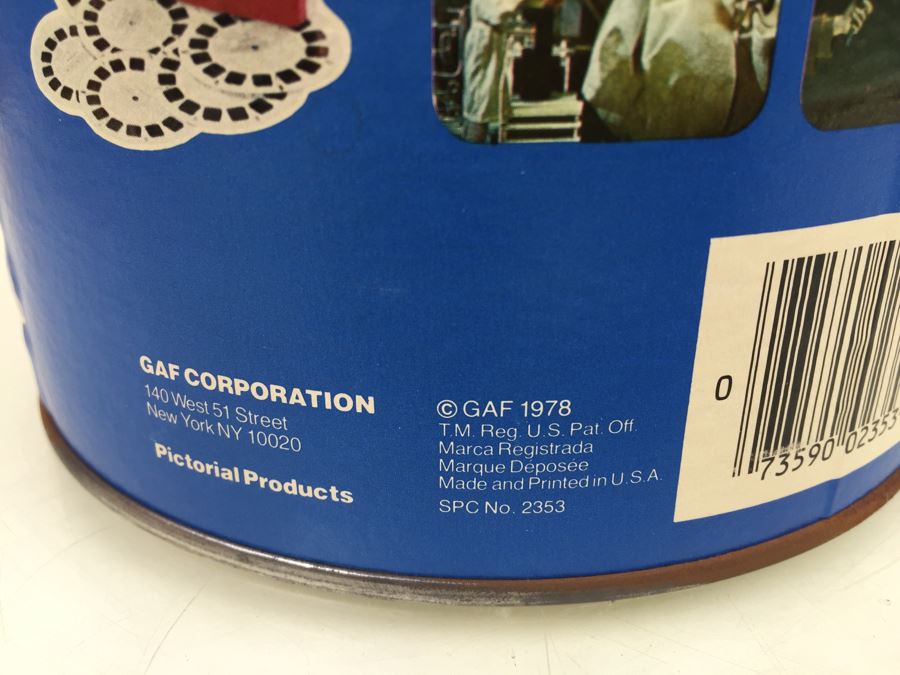 GAF CORPORATION
140 West 51 Street
New York NY 10020
Pictorial Products
© GAF 1978
T.M. Reg. U.S. Pat. Off.
Marca Registrada
Marque Déposée
Made and Printed in U.S.A.
SPC No. 2353
0 73590 02353